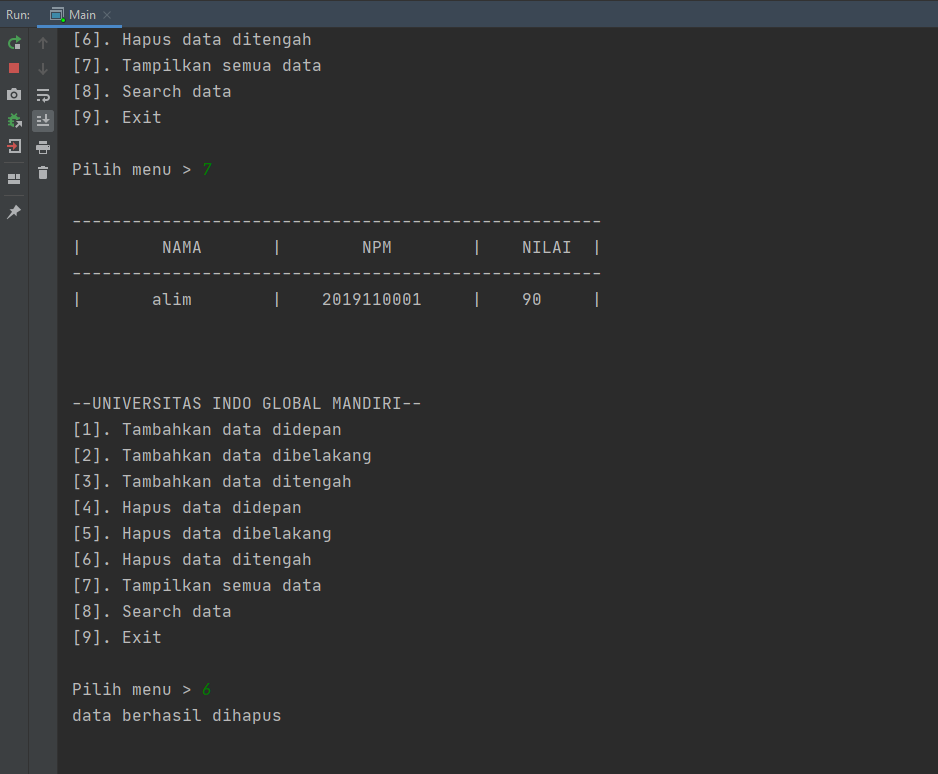 Run: Main
[6]. Hapus data ditengah
[7]. Tampilkan semua data
[8]. Search data
[9]. Exit
Pilih menu > 7
-----------------------------------------------------
|        NAMA       |        NPM        |    NILAI  |
-----------------------------------------------------
|       alim        |    2019110001     |    90     |
--UNIVERSITAS INDO GLOBAL MANDIRI--
[1]. Tambahkan data didepan
[2]. Tambahkan data dibelakang
[3]. Tambahkan data ditengah
[4]. Hapus data didepan
[5]. Hapus data dibelakang
[6]. Hapus data ditengah
[7]. Tampilkan semua data
[8]. Search data
[9]. Exit
Pilih menu > 6
data berhasil dihapus